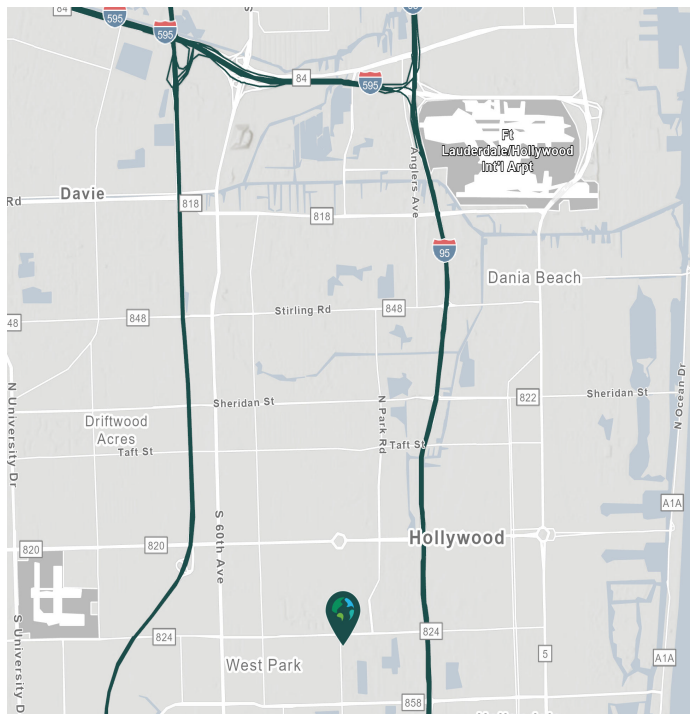 84
595
595
84
595
Ft
Lauderdale/Hollywood
Int'l Arpt
Anglers Ave
Rd
Davie
818
818
95
Dania Beach
Stirling Rd
848
848
48
N University Dr
N Ocean Dr
Sheridan St
Sheridan St
822
N Park Rd
Driftwood
Acres
Taft St
Taft St
A1A
S 60th Ave
Hollywood
820
820
S University D
824
824
5
A1A
West Park
858